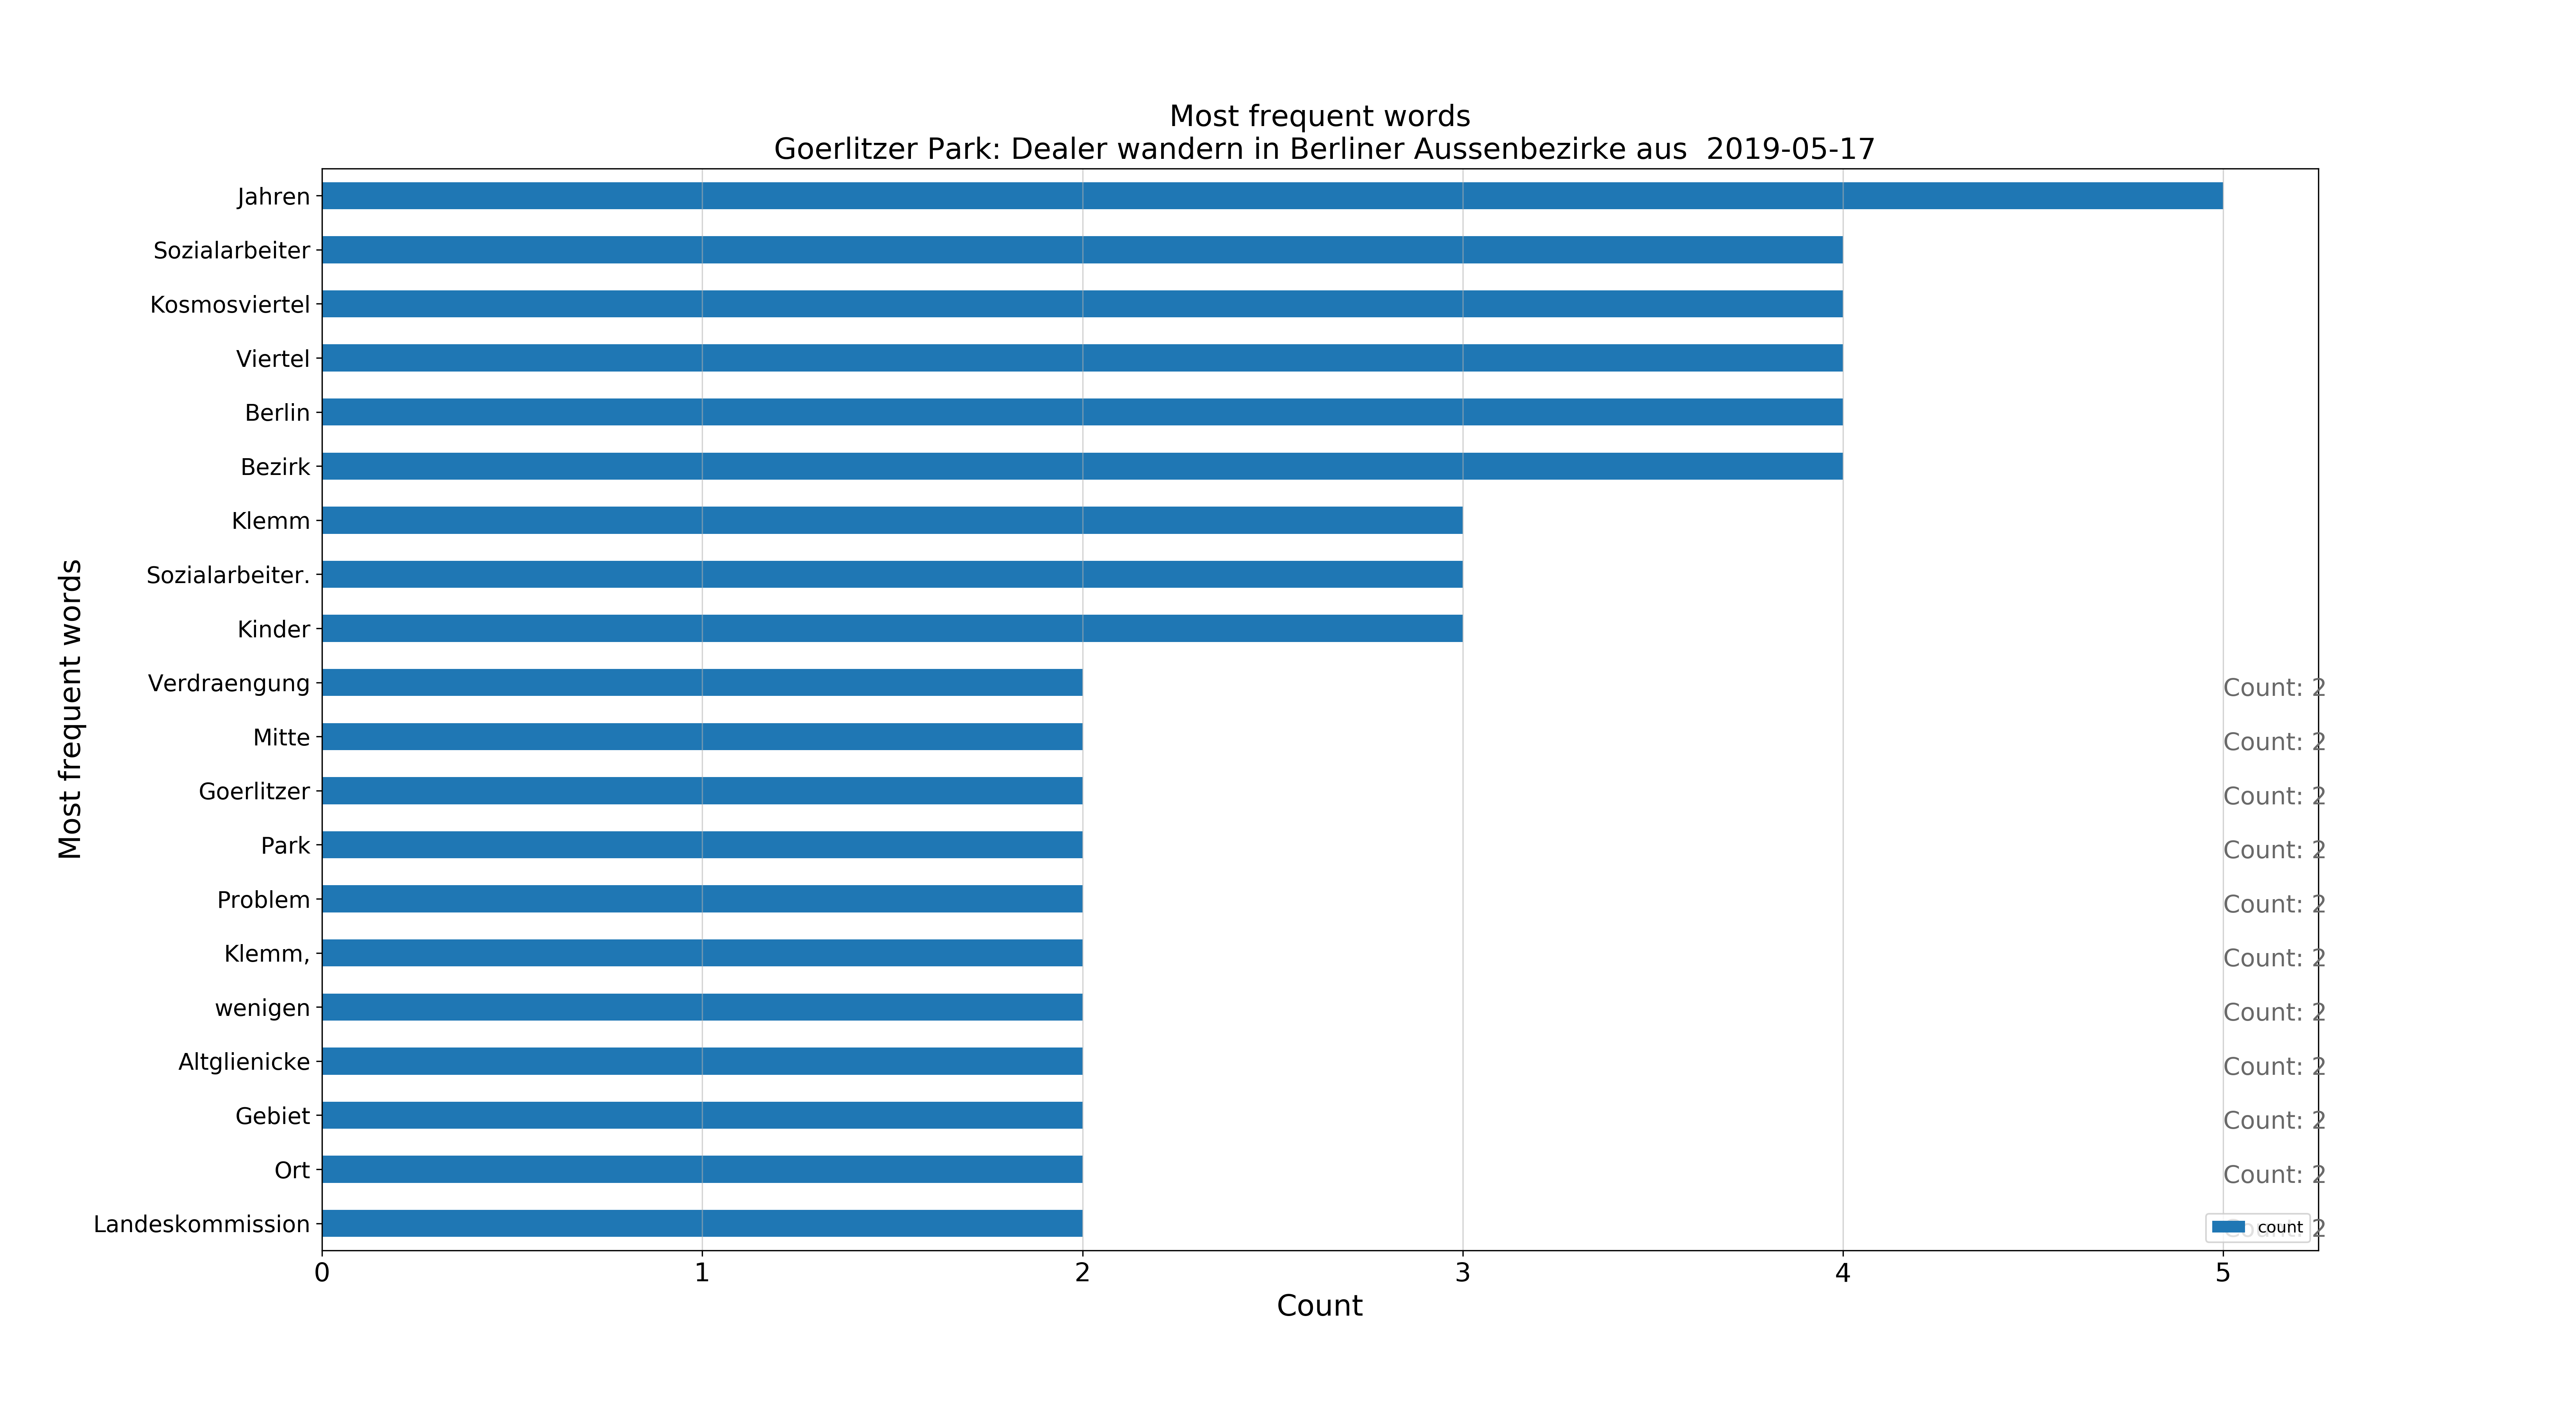 Most frequent words
Goerlitzer Park: Dealer wandern in Berliner Aussenbezirke aus  2019-05-17
Most frequent words
Jahren
Sozialarbeiter
Kosmosviertel
Viertel
Berlin
Bezirk
Klemm
Sozialarbeiter.
Kinder
Verdraengung Count: 2
Mitte Count: 2
Goerlitzer Count: 2
Park Count: 2
Problem Count: 2
Klemm, Count: 2
wenigen Count: 2
Altglienicke Count: 2
Gebiet Count: 2
Ort Count: 2
Landeskommission Count: 2
count
0 1 2 3 4 5
Count